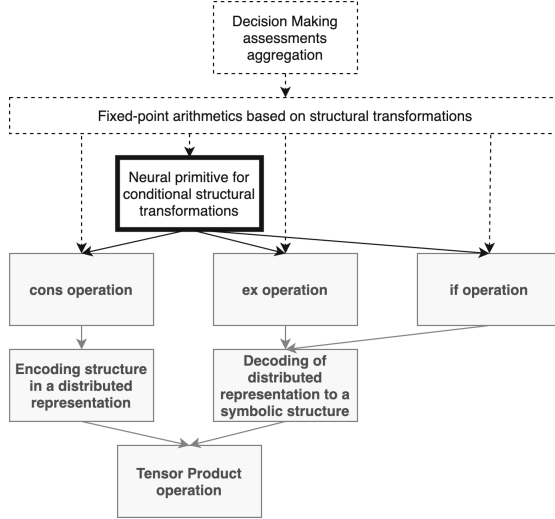 Decision Making
assessments
aggregation
Fixed-point arithmetics based on structural transformations
Neural primitive for
conditional structural
transformations
cons operation
ex operation
if operation
Encoding structure
in a distributed
representation
Decoding of
distributed
representation to a
symbolic structure
Tensor Product
operation